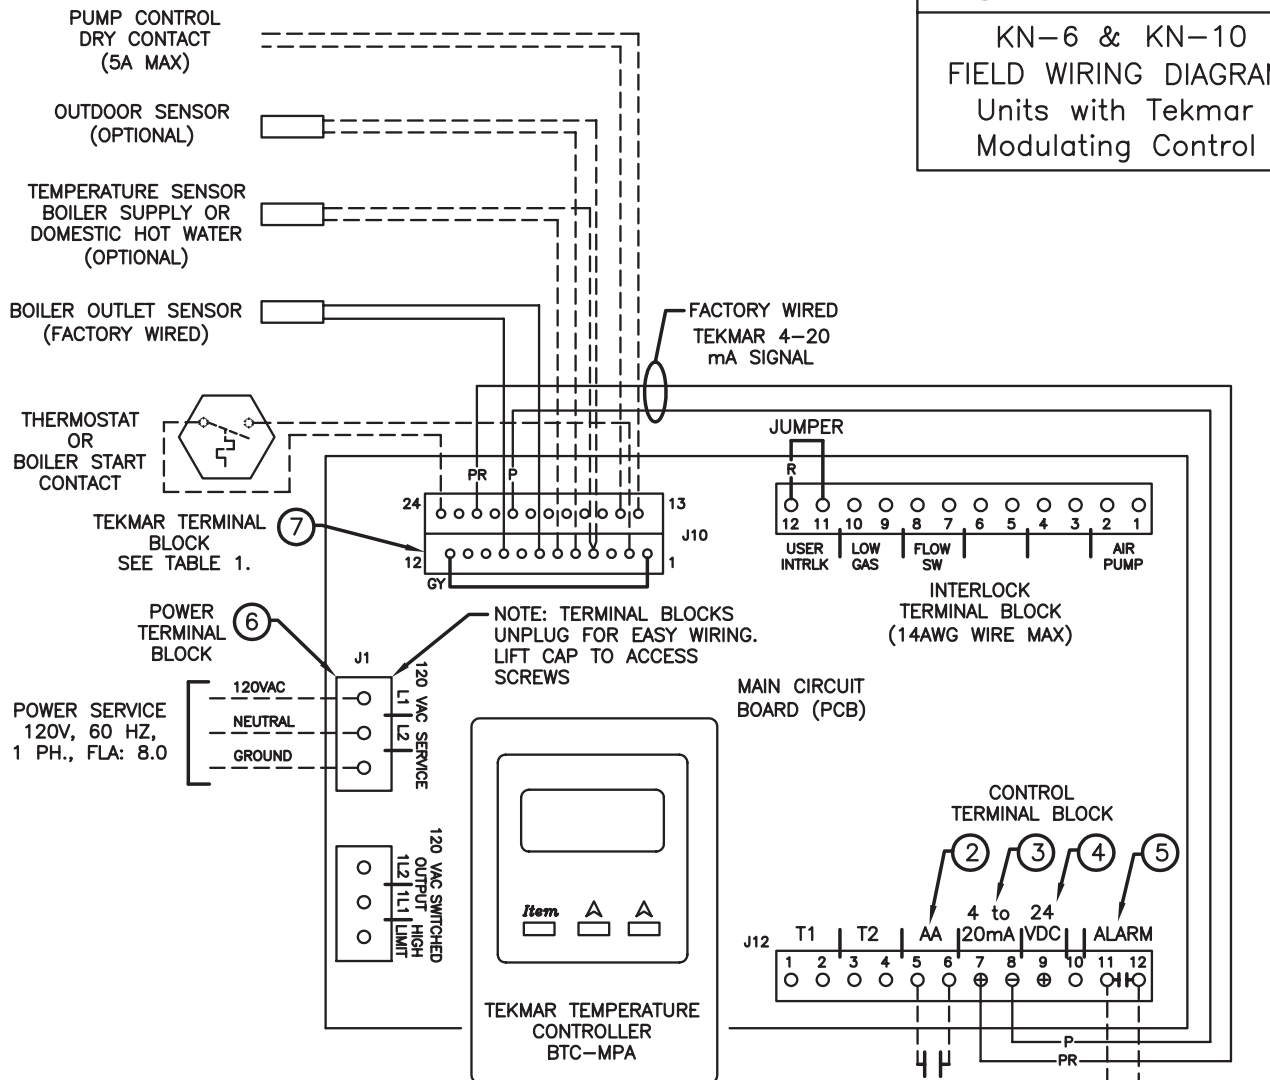 KN-6 & KN-10
FIELD WIRING DIAGRAM
Units with Tekmar
Modulating Control
PUMP CONTROL
DRY CONTACT
(5A MAX)
OUTDOOR SENSOR
(OPTIONAL)
TEMPERATURE SENSOR
BOILER SUPPLY OR
DOMESTIC HOT WATER
(OPTIONAL)
BOILER OUTLET SENSOR
(FACTORY WIRED)
FACTORY WIRED
TEKMAR 4-20
mA SIGNAL
THERMOSTAT
OR
BOILER START
CONTACT
PR
P
24
13
J10
12
1
GY
TEKMAR TERMINAL
BLOCK
SEE TABLE 1.
7
JUMPER
R
12 11 10 9 8 7 6 5 4 3 2 1
USER
INTRLK
LOW
GAS
FLOW
SW
AIR
PUMP
INTERLOCK
TERMINAL BLOCK
(14AWG WIRE MAX)
POWER
TERMINAL
BLOCK
6
NOTE: TERMINAL BLOCKS
UNPLUG FOR EASY WIRING.
LIFT CAP TO ACCESS
SCREWS
J1
L1
L2
120 VAC SERVICE
POWER SERVICE
120V, 60 HZ,
1 PH., FLA: 8.0
120VAC
NEUTRAL
GROUND
MAIN CIRCUIT
BOARD (PCB)
120 VAC SWITCHED
OUTPUT HIGH
1L2 1L1 LIMIT
Item
TEKMAR TEMPERATURE
CONTROLLER
BTC-MPA
CONTROL
TERMINAL BLOCK
2 3 4 5
J12
T1
T2
AA
4 to
20mA
24
VDC
ALARM
1 2 3 4 5 6 7 8 9 10 11 12
P
PR